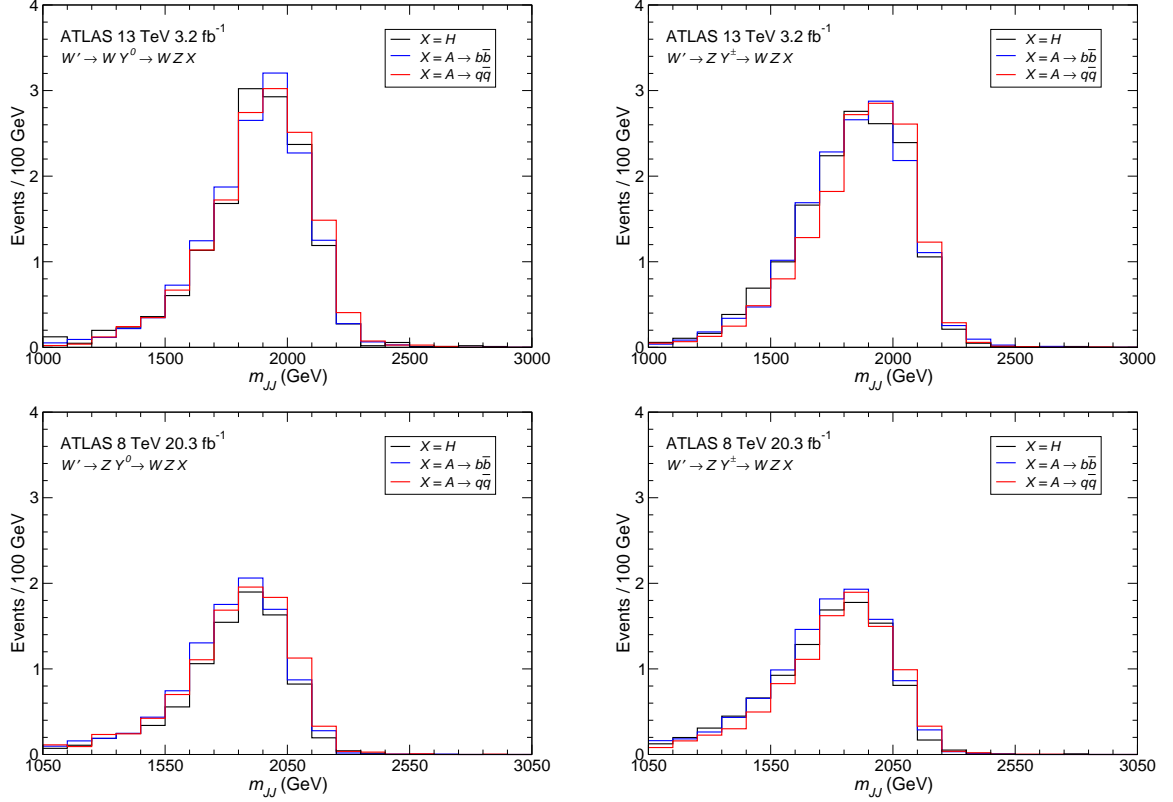 ATLAS 13 TeV 3.2 fb⁻¹
W′ → W Y⁰ → W Z X
X = H
X = A → bb̅
X = A → qq̅
Events / 100 GeV
4
3
2
1
0
1000 1500 2000 2500 3000
m_JJ (GeV)
ATLAS 13 TeV 3.2 fb⁻¹
W′ → Z Y± → W Z X
X = H
X = A → bb̅
X = A → qq̅
Events / 100 GeV
4
3
2
1
0
1000 1500 2000 2500 3000
m_JJ (GeV)
ATLAS 8 TeV 20.3 fb⁻¹
W′ → Z Y⁰ → W Z X
X = H
X = A → bb̅
X = A → qq̅
Events / 100 GeV
4
3
2
1
0
1050 1550 2050 2550 3050
m_JJ (GeV)
ATLAS 8 TeV 20.3 fb⁻¹
W′ → Z Y± → W Z X
X = H
X = A → bb̅
X = A → qq̅
Events / 100 GeV
4
3
2
1
0
1050 1550 2050 2550 3050
m_JJ (GeV)